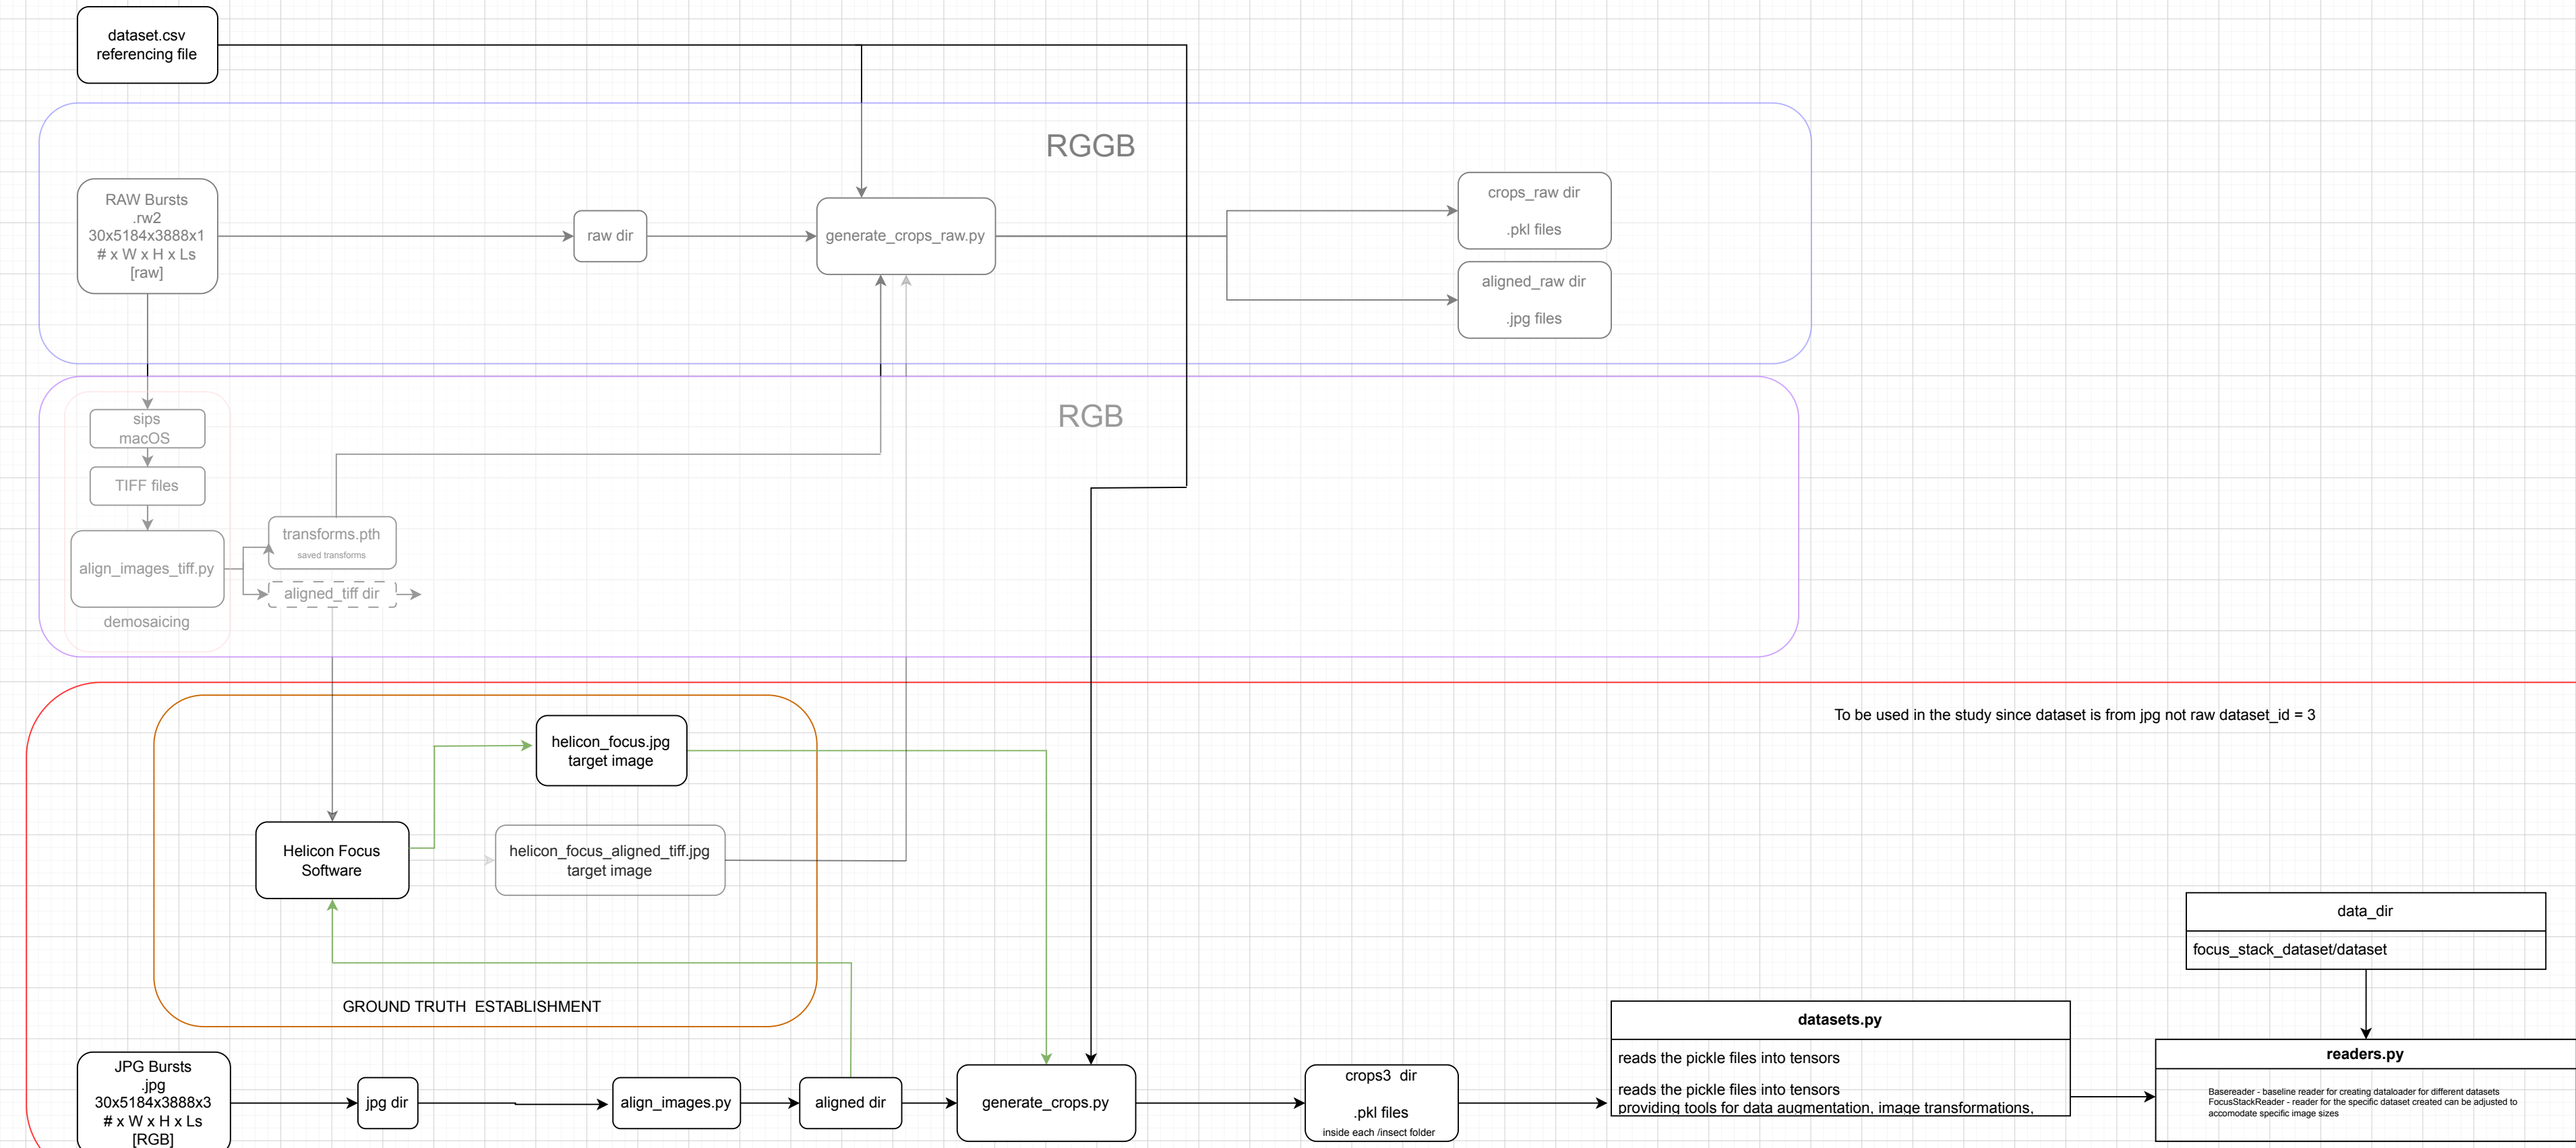 dataset.csv
referencing file
RGGB
RAW Bursts
.rw2
30x5184x3888x1
# x W x H x Ls
[raw]
raw dir
generate_crops_raw.py
crops_raw dir
.pkl files
aligned_raw dir
.jpg files
RGB
sips
macOS
TIFF files
align_images_tiff.py
demosaicing
transforms.pth
saved transforms
aligned_tiff dir
To be used in the study since dataset is from jpg not raw dataset_id = 3
helicon_focus.jpg
target image
Helicon Focus
Software
helicon_focus_aligned_tiff.jpg
target image
GROUND TRUTH  ESTABLISHMENT
JPG Bursts
.jpg
30x5184x3888x3
# x W x H x Ls
[RGB]
jpg dir
align_images.py
aligned dir
generate_crops.py
crops3  dir
.pkl files
inside each /insect folder
datasets.py
reads the pickle files into tensors
reads the pickle files into tensors
providing tools for data augmentation, image transformations,
data_dir
focus_stack_dataset/dataset
readers.py
Basereader - baseline reader for creating dataloader for different datasets
FocusStackReader - reader for the specific dataset created can be adjusted to
accomodate specific image sizes